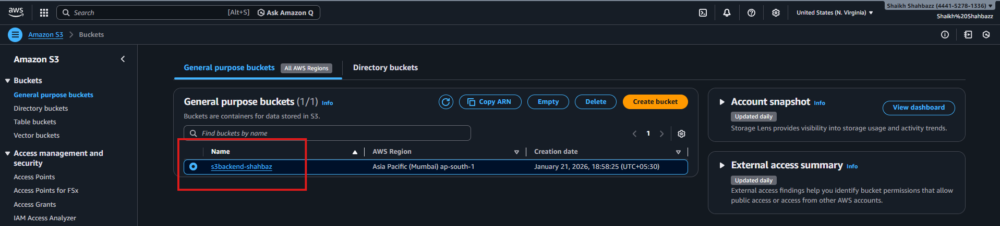 aws
Search [Alt+S] Ask Amazon Q
United States (N. Virginia)
Shaikh Shahbazz (4441-5278-1336)
Shaikh%20Shahbazz
Amazon S3 > Buckets
Amazon S3
Buckets
General purpose buckets
Directory buckets
Table buckets
Vector buckets
Access management and
security
Access Points
Access Points for FSx
Access Grants
IAM Access Analyzer
General purpose buckets All AWS Regions
Directory buckets
General purpose buckets (1/1) Info
Copy ARN
Empty
Delete
Create bucket
Buckets are containers for data stored in S3.
Find buckets by name
1
Name AWS Region Creation date
s3backend-shahbaz Asia Pacific (Mumbai) ap-south-1 January 21, 2026, 18:58:25 (UTC+05:30)
Account snapshot Info
View dashboard
Updated daily
Storage Lens provides visibility into storage usage and activity trends.
External access summary Info
Updated daily
External access findings help you identify bucket permissions that allow
public access or access from other AWS accounts.